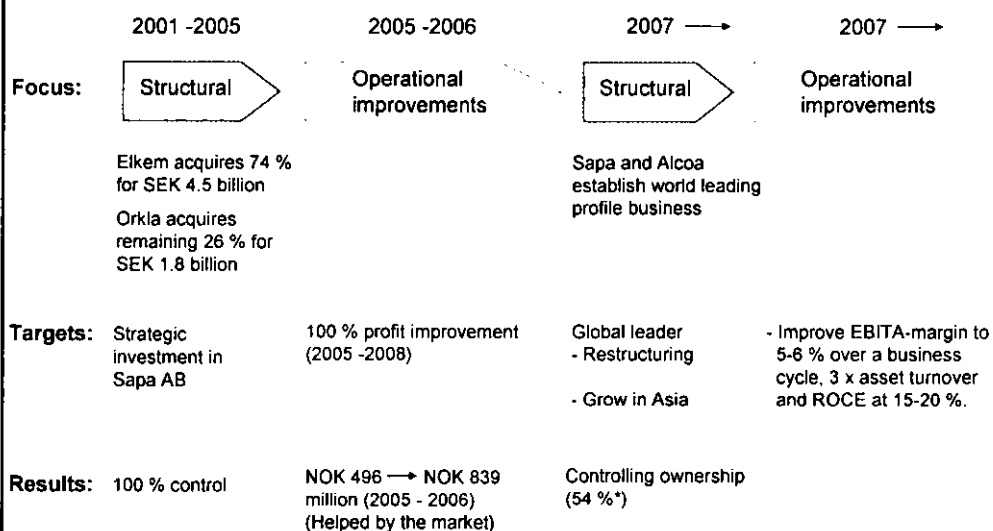 2001 -2005
2005 -2006
2007 →
2007 →
Focus:
Structural
Operational
improvements
Structural
Operational
improvements
Elkem acquires 74 %
for SEK 4.5 billion
Orkla acquires
remaining 26 % for
SEK 1.8 billion
Sapa and Alcoa
establish world leading
profile business
Targets:
Strategic
investment in
Sapa AB
100 % profit improvement
(2005 -2008)
Global leader
- Restructuring
- Grow in Asia
- Improve EBITA-margin to
5-6 % over a business
cycle, 3 x asset turnover
and ROCE at 15-20 %.
Results:
100 % control
NOK 496 → NOK 839
million (2005 - 2006)
(Helped by the market)
Controlling ownership
(54 %*)